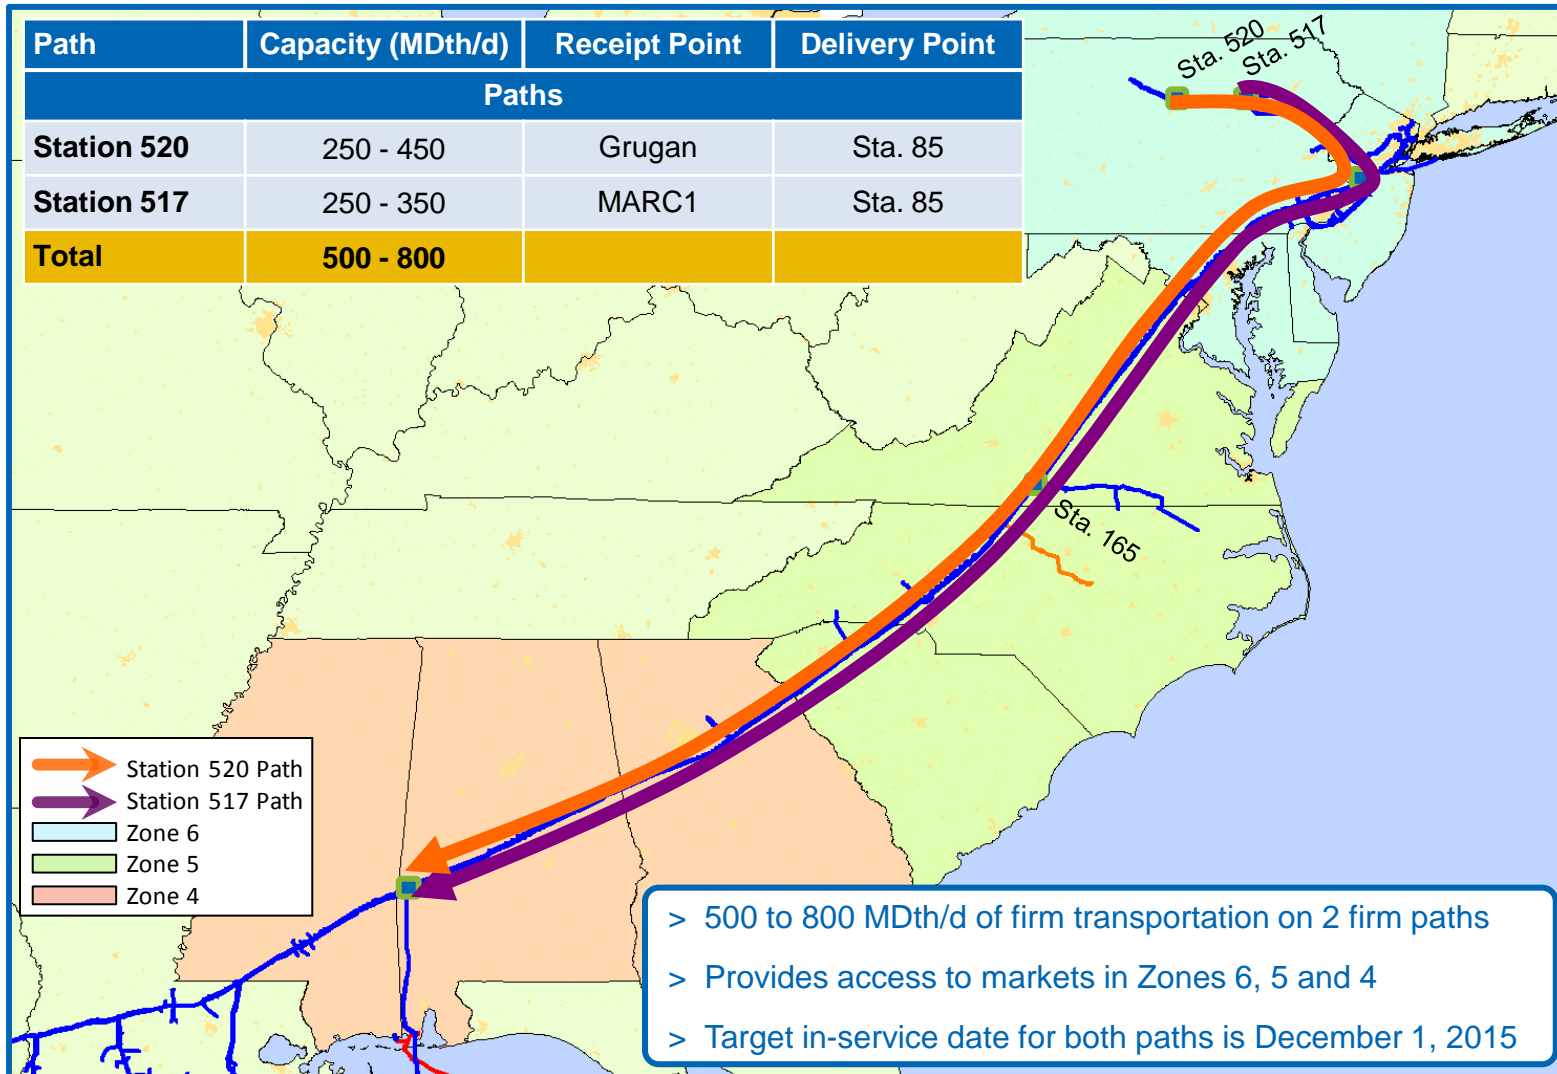 Path Capacity (MDth/d) Receipt Point Delivery Point
Paths
Station 520 250 - 450 Grugan Sta. 85
Station 517 250 - 350 MARC1 Sta. 85
Total 500 - 800
Sta. 520
Sta. 517
Sta. 165
Station 520 Path
Station 517 Path
Zone 6
Zone 5
Zone 4
> 500 to 800 MDth/d of firm transportation on 2 firm paths
> Provides access to markets in Zones 6, 5 and 4
> Target in-service date for both paths is December 1, 2015